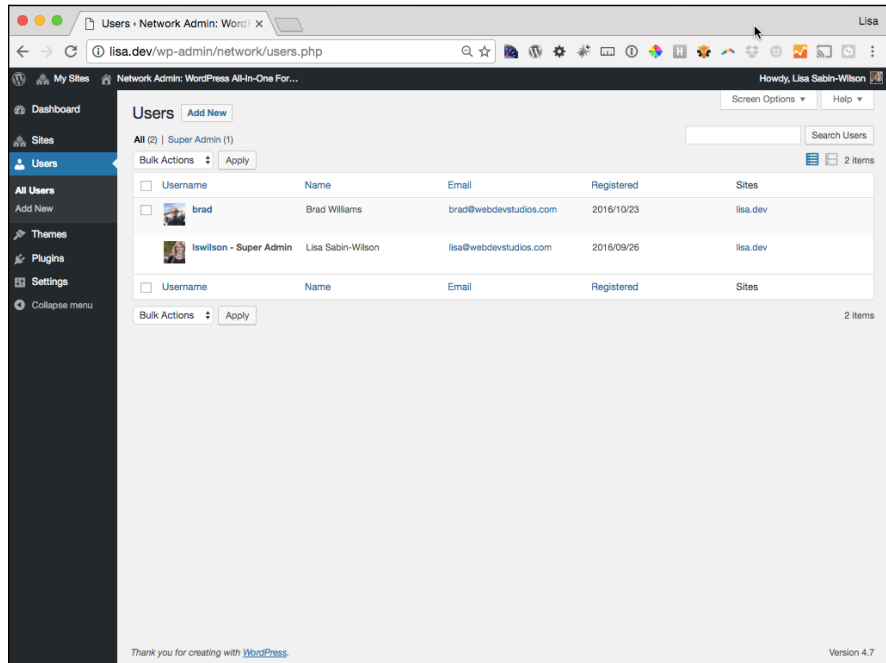 Users ‹ Network Admin: Word
Lisa
lisa.dev/wp-admin/network/users.php
My Sites Network Admin: WordPress All-In-One For... Howdy, Lisa Sabin-Wilson
Screen Options Help
Dashboard
Sites
Users
All Users
Add New
Themes
Plugins
Settings
Collapse menu
Users Add New
All (2) | Super Admin (1)
Search Users
Bulk Actions Apply 2 items
Username Name Email Registered Sites
brad Brad Williams brad@webdevstudios.com 2016/10/23 lisa.dev
lswilson - Super Admin Lisa Sabin-Wilson lisa@webdevstudios.com 2016/09/26 lisa.dev
Username Name Email Registered Sites
Bulk Actions Apply 2 items
Thank you for creating with WordPress. Version 4.7